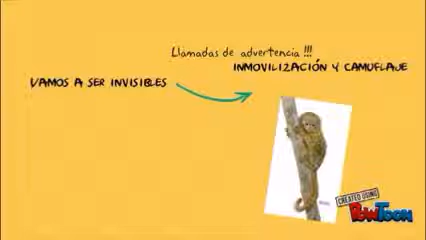 Llamadas de advertencia !!!
INMOVILIZACIÓN Y CAMUFLAJE
VAMOS A SER INVISIBLES
CREATED USING
POWTOON